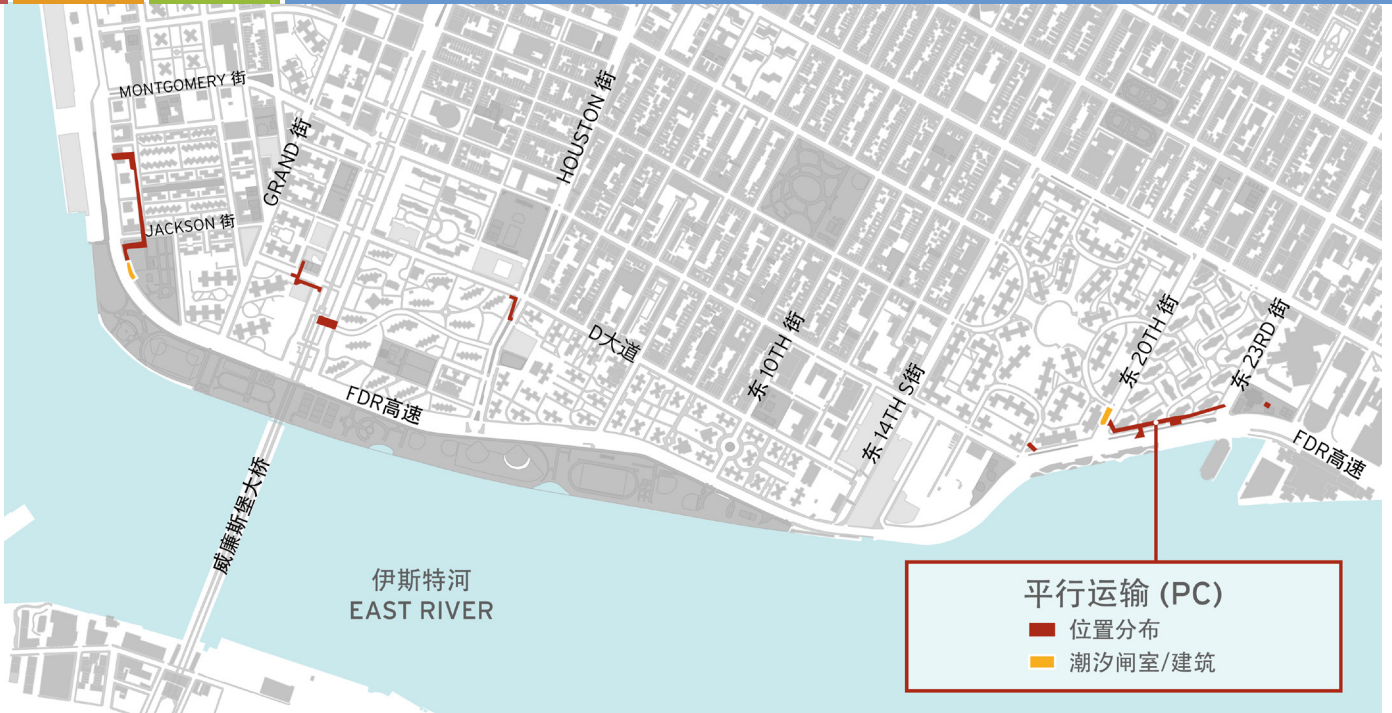 MONTGOMERY 街
GRAND 街
HOUSTON 街
JACKSON 街
D大道
东 10TH 街
东 14TH S街
东 20TH 街
东 23RD 街
FDR高速
FDR高速
威廉斯堡大桥
伊斯特河
EAST RIVER
平行运输 (PC)
位置分布
潮汐闸室/建筑